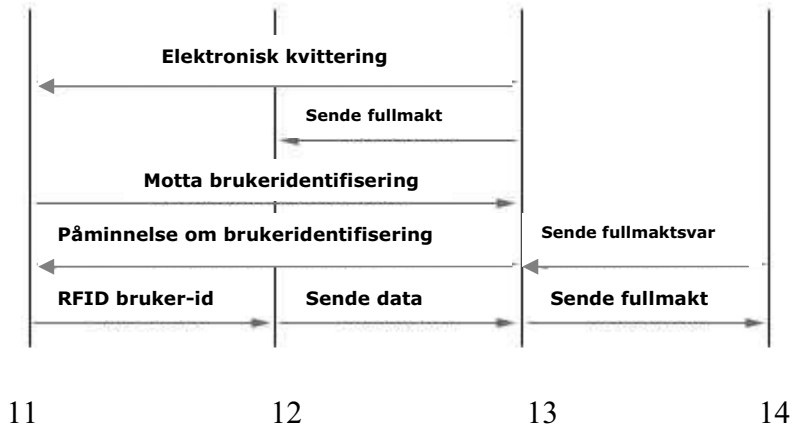 Elektronisk kvittering
Sende fullmakt
Motta brukeridentifisering
Påminnelse om brukeridentifisering
Sende fullmaktsvar
RFID bruker-id
Sende data
Sende fullmakt
11
12
13
14